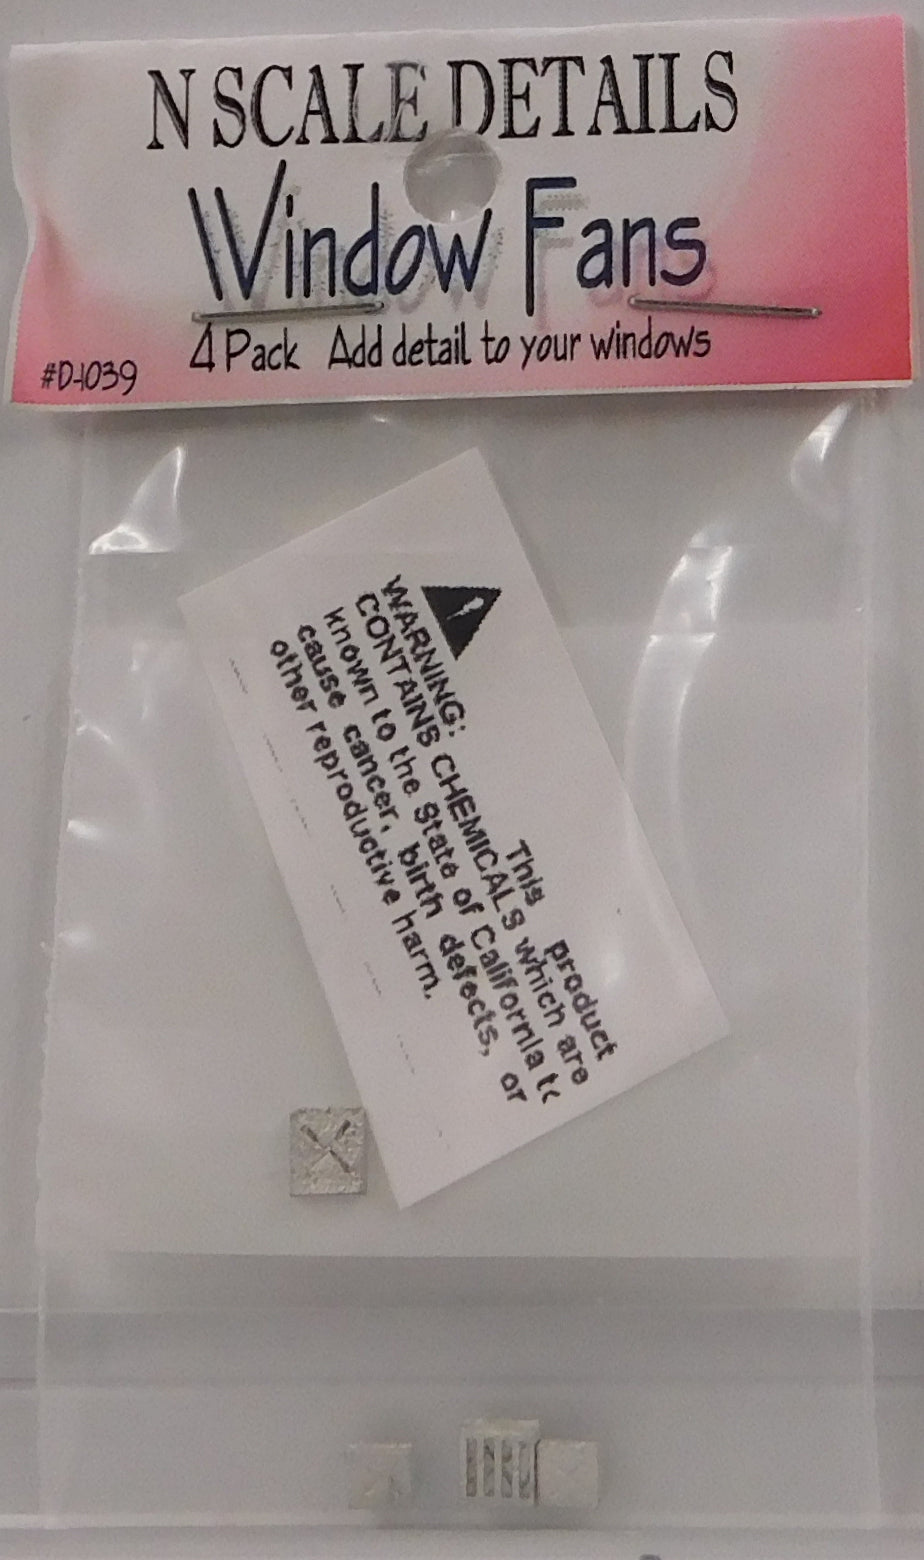 N SCALE DETAILS
Window Fans
4 Pack Add detail to your windows
#D-1039
WARNING: This product
CONTAINS CHEMICALS which are
known to the State of California to
cause cancer, birth defects, or
other reproductive harm.